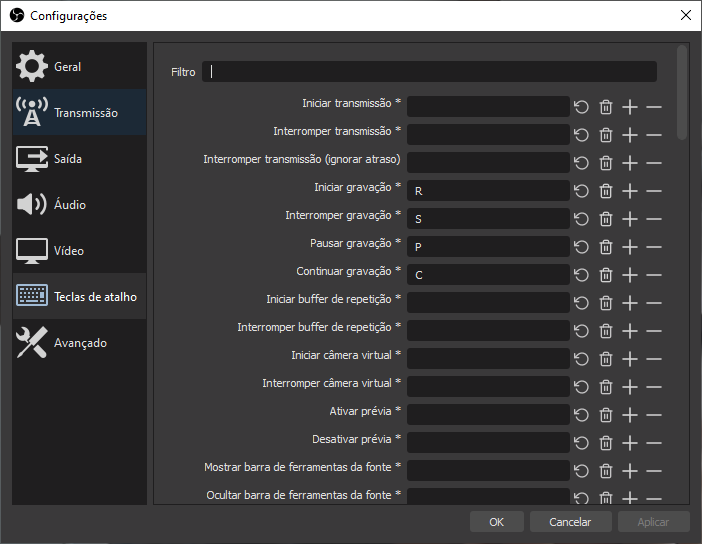 Configurações
Geral
Transmissão
Saída
Áudio
Vídeo
Teclas de atalho
Avançado
Filtro
Iniciar transmissão *
Interromper transmissão *
Interromper transmissão (ignorar atraso)
Iniciar gravação * R
Interromper gravação * S
Pausar gravação * P
Continuar gravação * C
Iniciar buffer de repetição *
Interromper buffer de repetição *
Iniciar câmera virtual *
Interromper câmera virtual *
Ativar prévia *
Desativar prévia *
Mostrar barra de ferramentas da fonte *
Ocultar barra de ferramentas da fonte *
OK Cancelar Aplicar